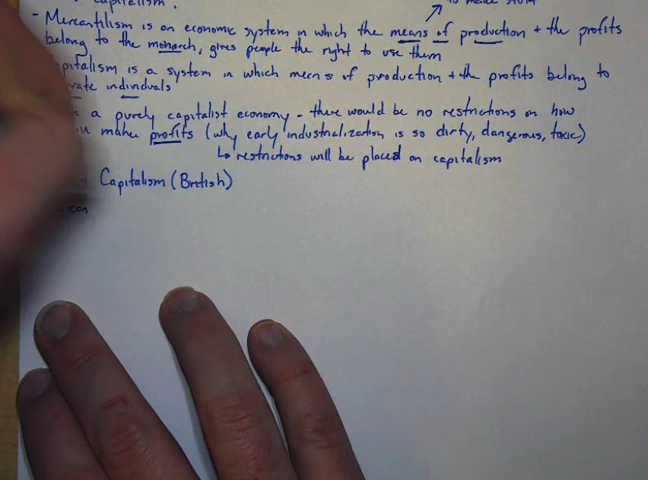 capitalism.
- Mercantilism is an economic system in which the means of production + the profits
belong to the monarch, gives people the right to use them
Capitalism is a system in which means of production + the profits belong to
individuals
a purely capitalist economy - there would be no restrictions on how
make profits (why early industrialization is so dirty, dangerous, toxic)
↳ restrictions will be placed on capitalism
Capitalism (British)